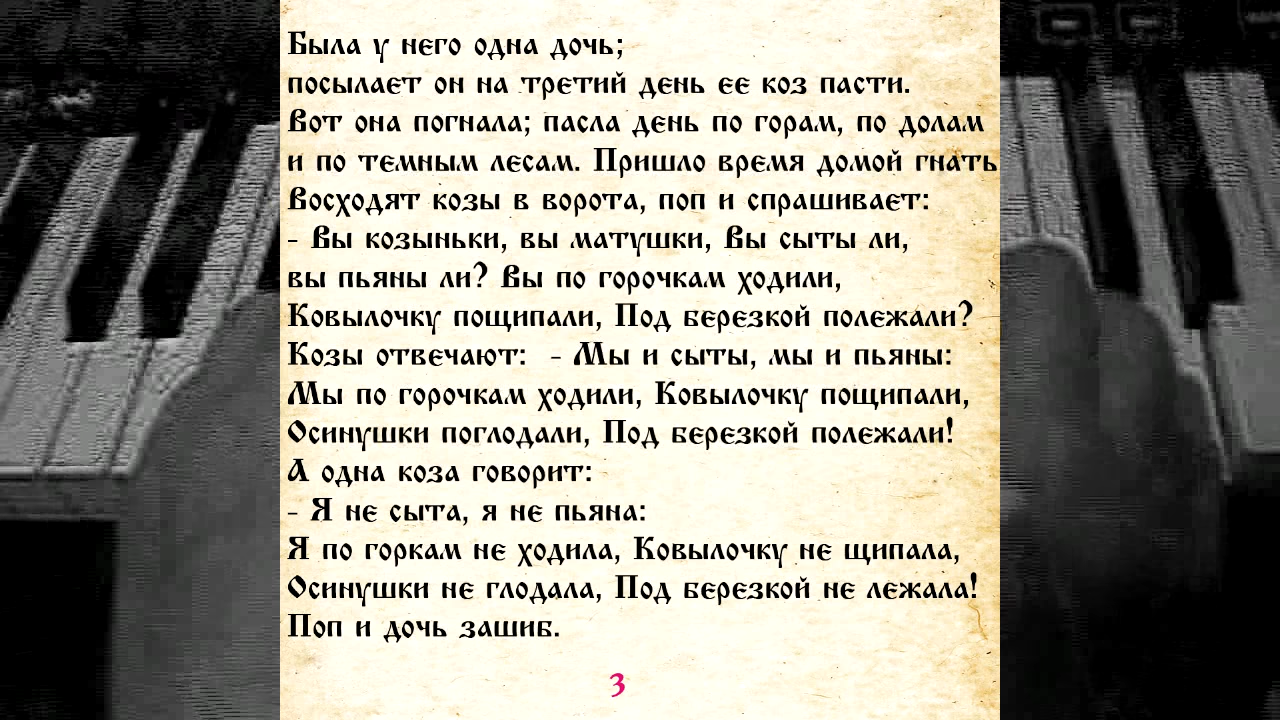 Была у него одна дочь;
посылает он на третий день ее коз пасти.
Вот она погнала; пасла день по горам, по долам
и по темным лесам. Пришло время домой гнать
Восходят козы в ворота, поп и спрашивает:
- Вы козыньки, вы матушки, Вы сыты ли,
вы пьяны ли? Вы по горочкам ходили,
Ковылочку пощипали, Под березкой полежали?
Козы отвечают:  - Мы и сыты, мы и пьяны:
Мы по горочкам ходили, Ковылочку пощипали,
Осинушки поглодали, Под березкой полежали!
А одна коза говорит:
- Я не сыта, я не пьяна:
Я по горкам не ходила, Ковылочку не щипала,
Осинушки не глодала, Под березкой не лежала!
Поп и дочь зашиб.
3